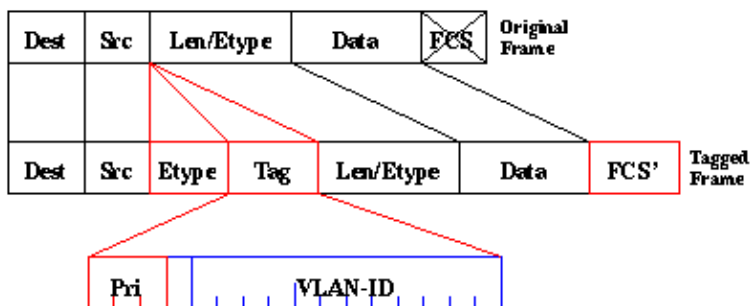 Dest Src Len/Etype Data FCS Original
Frame
Dest Src Etype Tag Len/Etype Data FCS' Tagged
Frame
Pri VLAN-ID